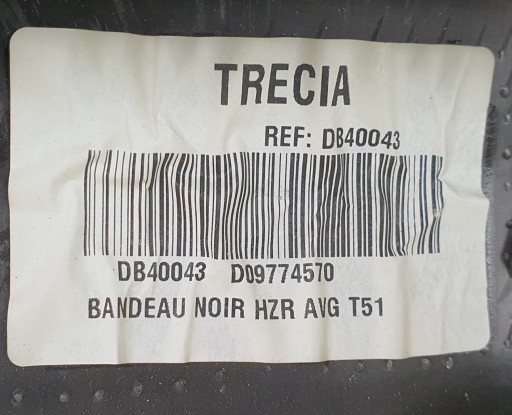 TRECIA
REF: DB40043
DB40043 D09774570
BANDEAU NOIR HZR AVG T51